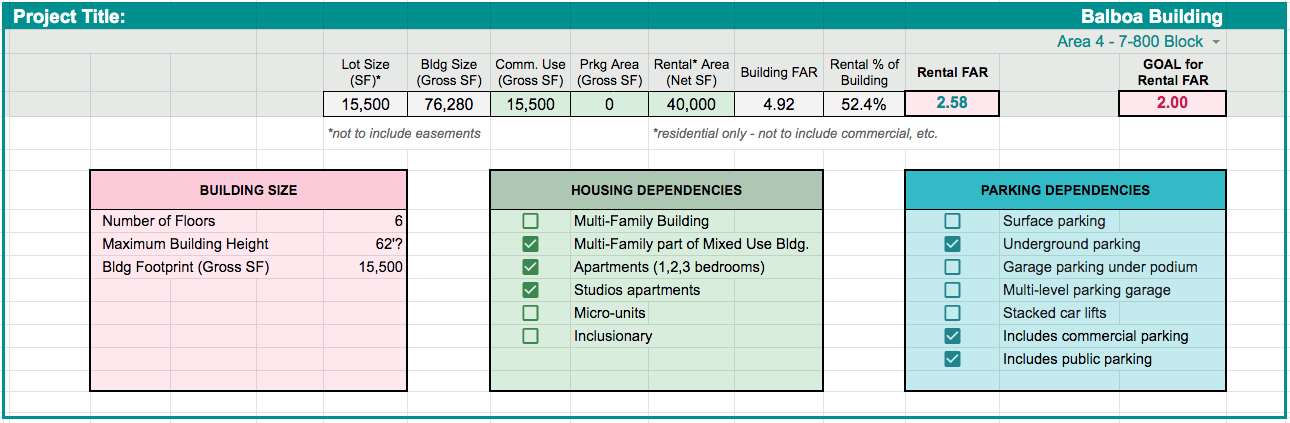 Project Title: Balboa Building
Area 4 - 7-800 Block
Lot Size (SF)* Bldg Size (Gross SF) Comm. Use (Gross SF) Prkg Area (Gross SF) Rental* Area (Net SF) Building FAR Rental % of Building Rental FAR GOAL for Rental FAR
15,500 76,280 15,500 0 40,000 4.92 52.4% 2.58 2.00
*not to include easements *residential only - not to include commercial, etc.
BUILDING SIZE
Number of Floors 6
Maximum Building Height 62'?
Bldg Footprint (Gross SF) 15,500
HOUSING DEPENDENCIES
Multi-Family Building
Multi-Family part of Mixed Use Bldg.
Apartments (1,2,3 bedrooms)
Studios apartments
Micro-units
Inclusionary
PARKING DEPENDENCIES
Surface parking
Underground parking
Garage parking under podium
Multi-level parking garage
Stacked car lifts
Includes commercial parking
Includes public parking